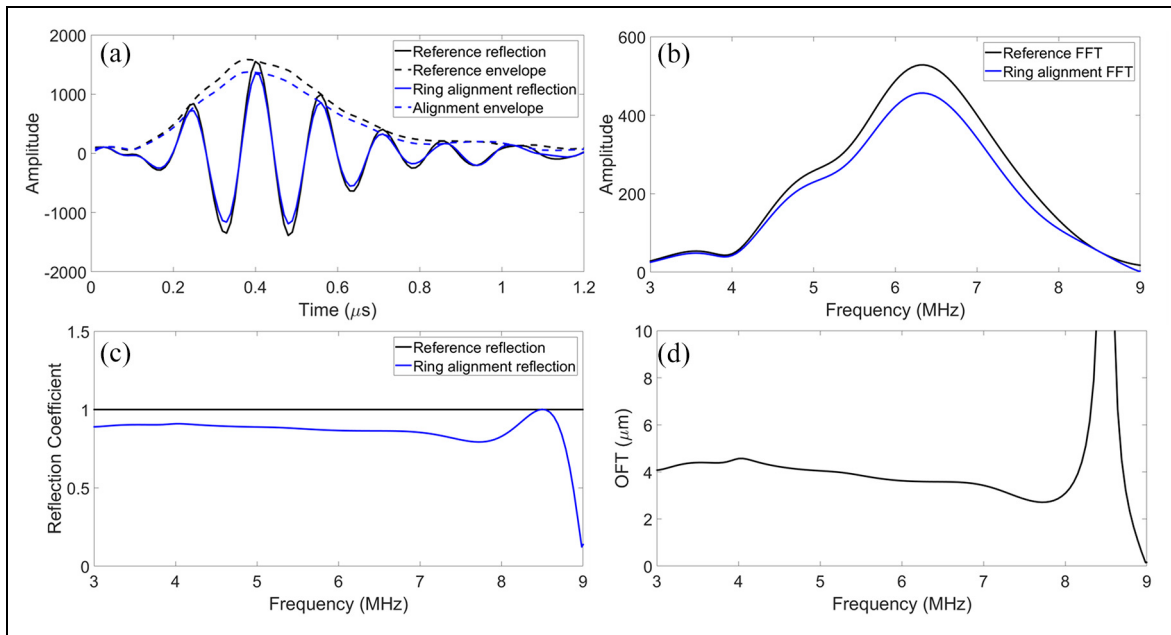 (a)
Reference reflection
Reference envelope
Ring alignment reflection
Alignment envelope
Amplitude
2000
1000
0
-1000
-2000
0 0.2 0.4 0.6 0.8 1 1.2
Time (μs)
(b)
Reference FFT
Ring alignment FFT
Amplitude
600
400
200
0
3 4 5 6 7 8 9
Frequency (MHz)
(c)
Reference reflection
Ring alignment reflection
Reflection Coefficient
1.5
1
0.5
0
3 4 5 6 7 8 9
Frequency (MHz)
(d)
OFT (μm)
10
8
6
4
2
0
3 4 5 6 7 8 9
Frequency (MHz)